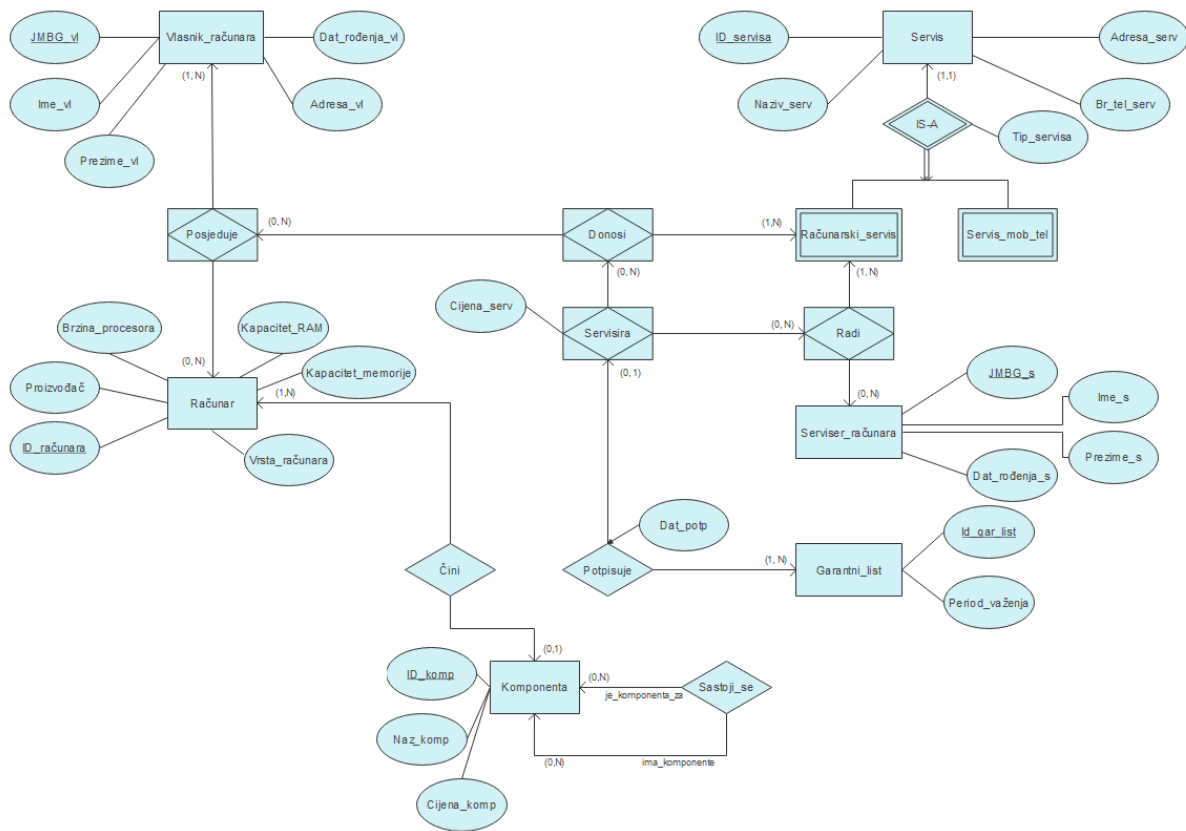 JMBG_vl
Vlasnik_računara
Dat_rođenja_vl
ID_servisa
Servis
Adresa_serv
(1, N)
(1,1)
Ime_vl
Adresa_vl
Naziv_serv
Br_tel_serv
IS-A
Tip_servisa
Prezime_vl
(0, N)
(1,N)
Posjeduje
Donosi
Računarski_servis
Servis_mob_tel
(0, N)
(1, N)
Cijena_serv
Brzina_procesora
Kapacitet_RAM
Servisira
(0, N)
Radi
(0, N)
(0, 1)
Kapacitet_memorije
JMBG_s
Proizvođač
Računar
(1,N)
(0, N)
Ime_s
Serviser_računara
ID_računara
Vrsta_računara
Prezime_s
Dat_rođenja_s
Dat_potp
Id_gar_list
(1, N)
Čini
Potpisuje
Garantni_list
Period_važenja
(0,1)
ID_komp
Komponenta
(0,N)
Sastoji_se
je_komponenta_za
Naz_komp
(0,N)
ima_komponente
Cijena_komp